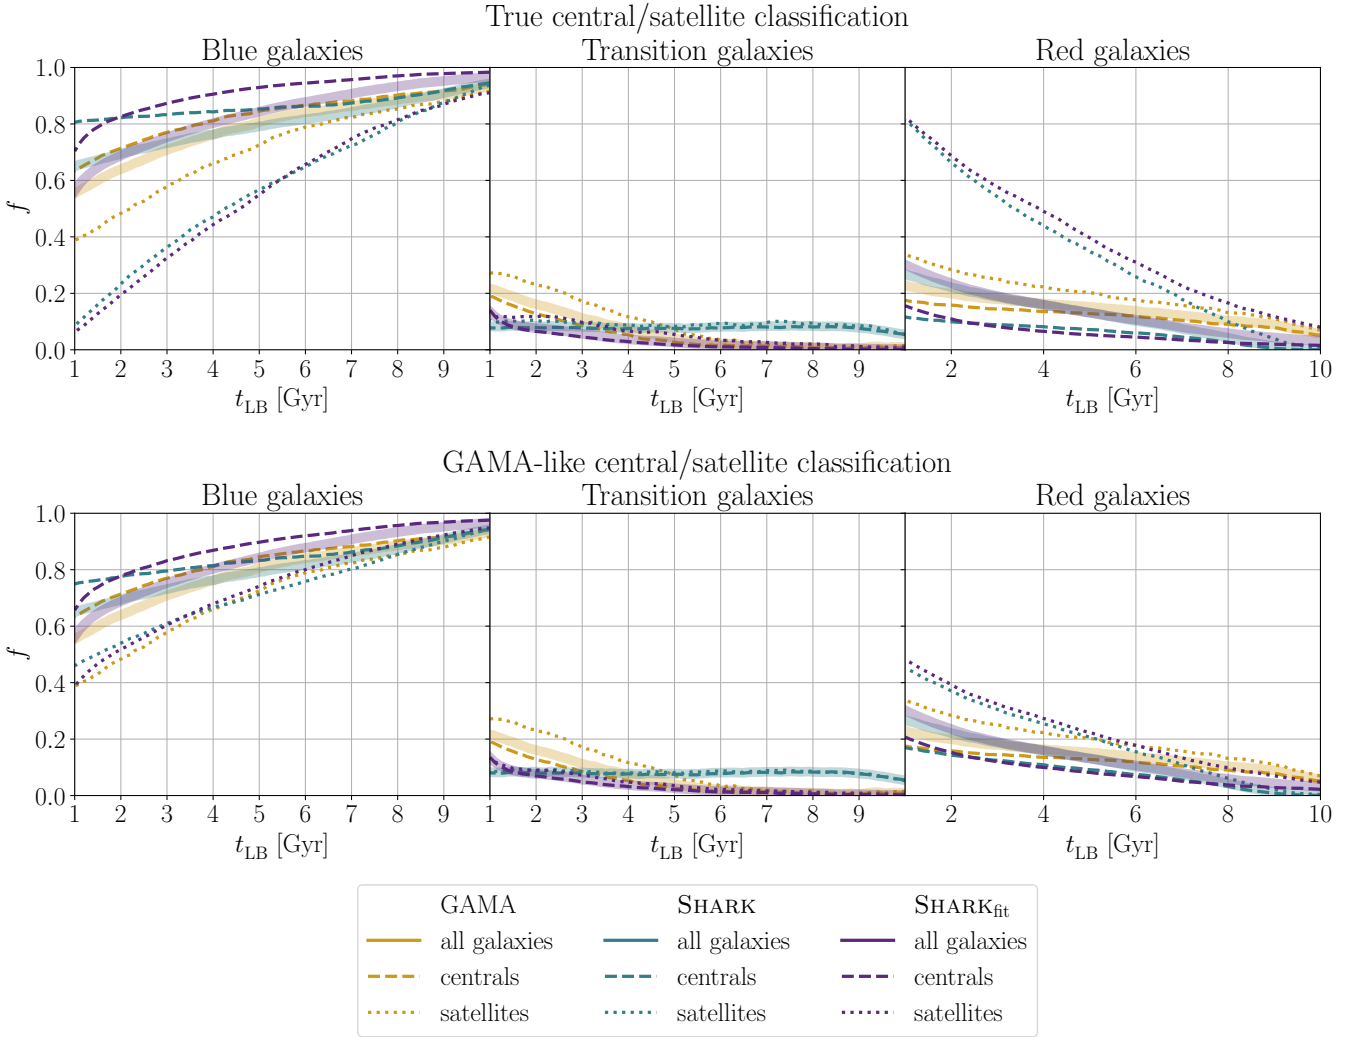 True central/satellite classification
Blue galaxies
Transition galaxies
Red galaxies
1.0
0.8
0.6
0.4
0.2
0.0
f
1 2 3 4 5 6 7 8 9
1 2 3 4 5 6 7 8 9
2 4 6 8 10
t_LB [Gyr]
t_LB [Gyr]
t_LB [Gyr]
GAMA-like central/satellite classification
Blue galaxies
Transition galaxies
Red galaxies
1.0
0.8
0.6
0.4
0.2
0.0
f
1 2 3 4 5 6 7 8 9
1 2 3 4 5 6 7 8 9
2 4 6 8 10
t_LB [Gyr]
t_LB [Gyr]
t_LB [Gyr]
GAMA
all galaxies
centrals
satellites
SHARK
all galaxies
centrals
satellites
SHARK_fit
all galaxies
centrals
satellites